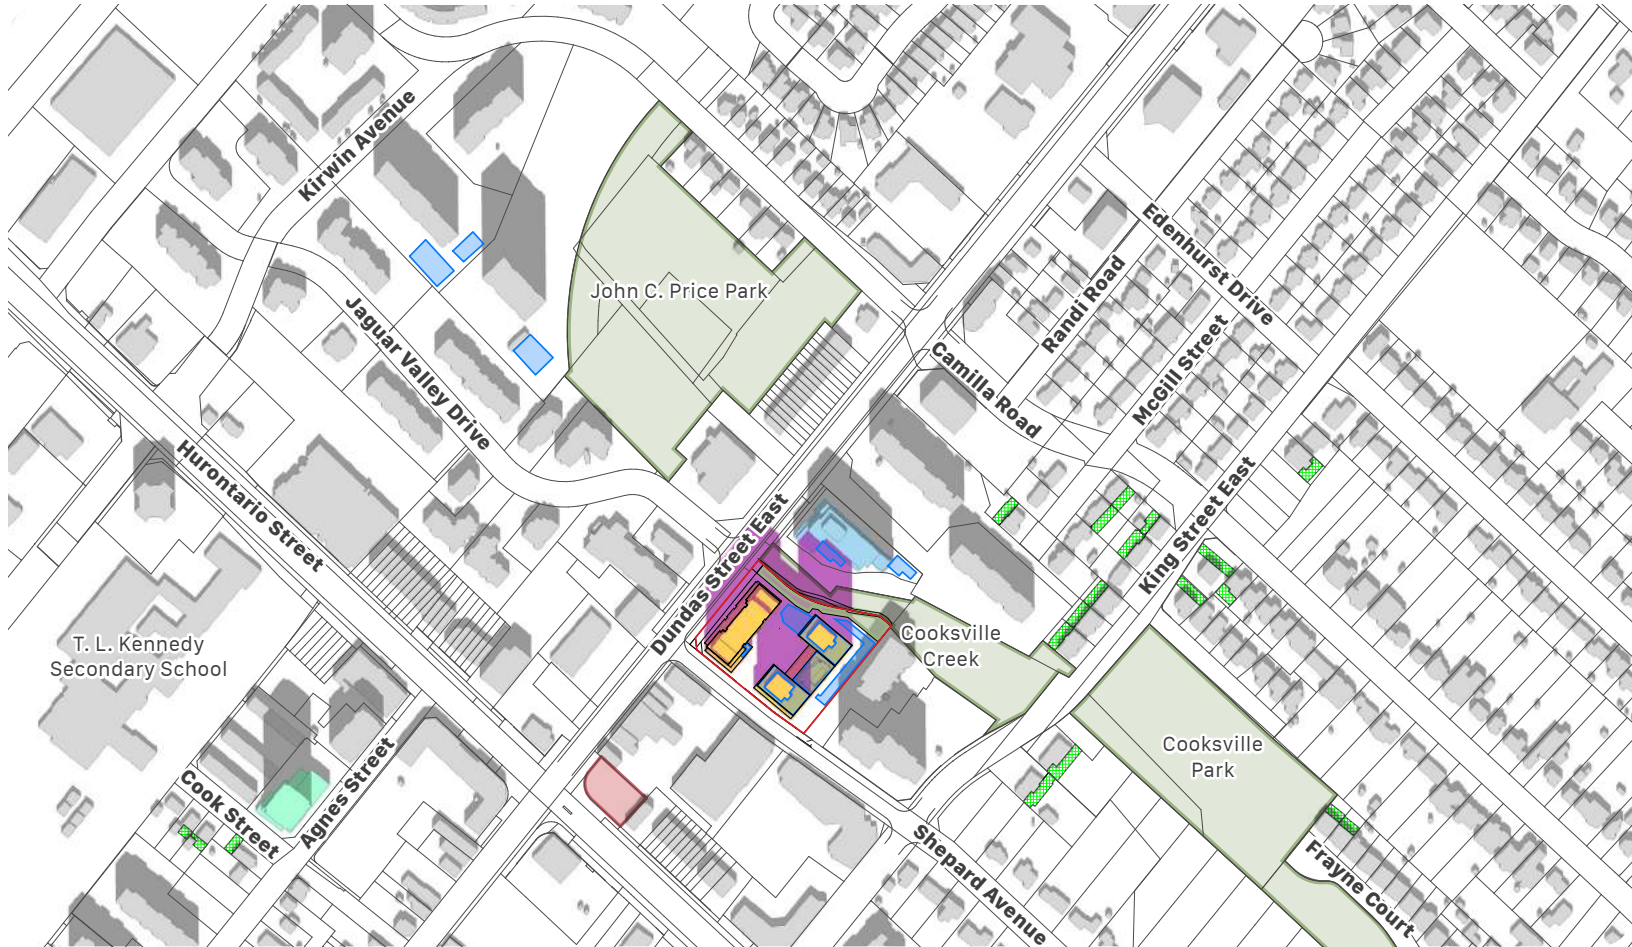 Kirwin Avenue
Edenhurst Drive
John C. Price Park
Randi Road
Jaguar Valley Drive
McGill Street
Camilla Road
Hurontario Street
King Street East
Dundas Street East
T. L. Kennedy
Secondary School
Cooksville
Creek
Cooksville
Park
Cook Street
Agnes Street
Shepard Avenue
Frayne Court